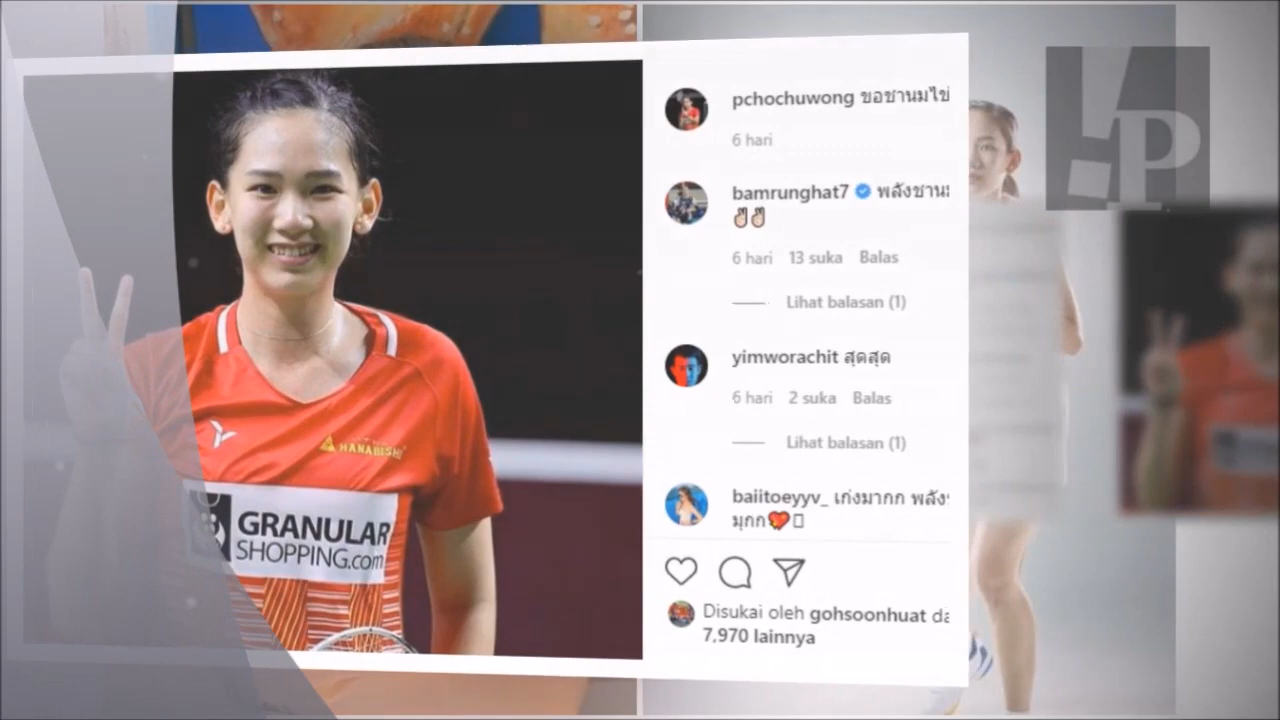 HANABISHI
GRANULAR
SHOPPING.com
pchochuwong ขอชานมไข่
6 hari
bamrunghat7 พลังชานม
✌🏻✌🏻
6 hari 13 suka Balas
Lihat balasan (1)
yimworachit สุดสุด
6 hari 2 suka Balas
Lihat balasan (1)
baiitoeyyv_ เก่งมากก
มุกก💖
Disukai oleh gohsoonhuat da
7,970 lainnya
P